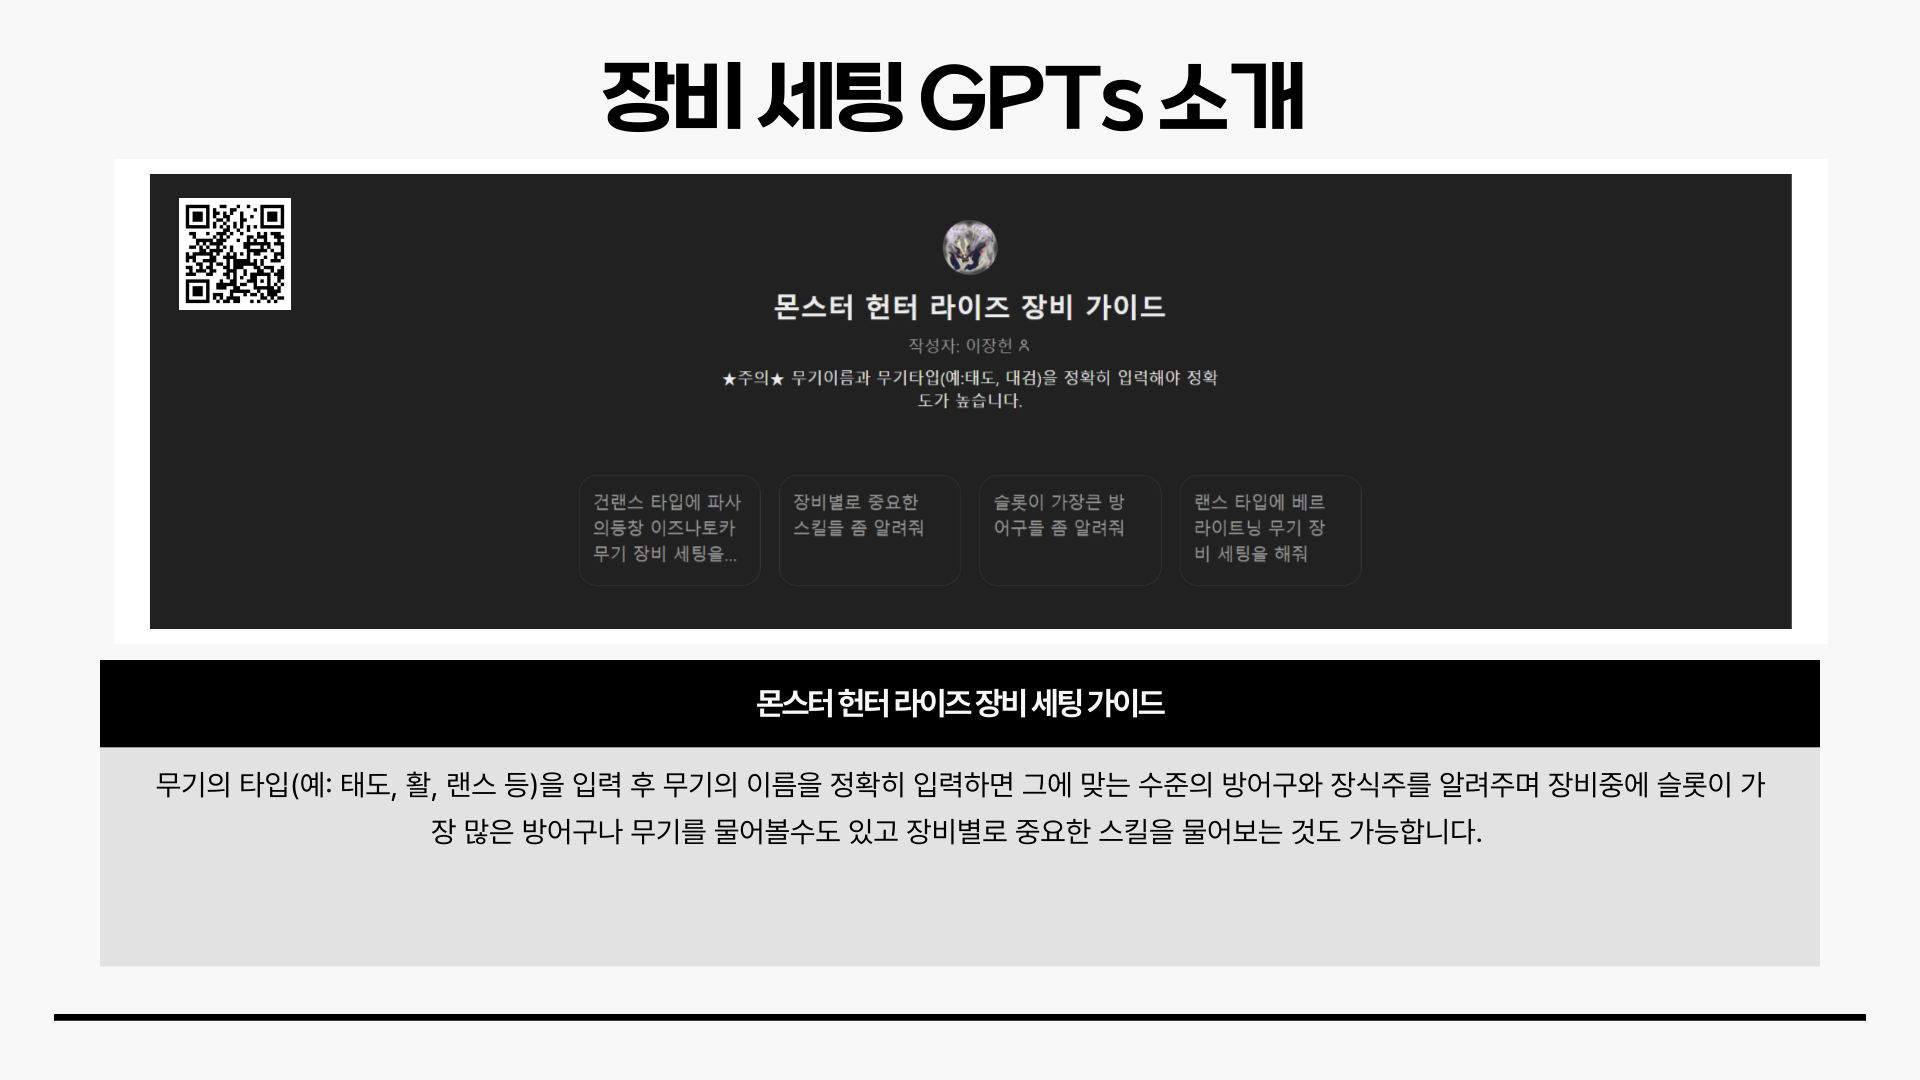 장비 세팅 GPTs 소개
몬스터 헌터 라이즈 장비 가이드
작성자: 이장헌
★주의★ 무기이름과 무기타입(예:태도, 대검)을 정확히 입력해야 정확
도가 높습니다.
건랜스 타입에 파사
의등창 이즈나토카
무기 장비 세팅을...
장비별로 중요한
스킬들 좀 알려줘
슬롯이 가장큰 방
어구들 좀 알려줘
랜스 타입에 베르
라이트닝 무기 장
비 세팅을 해줘
몬스터 헌터 라이즈 장비 세팅 가이드
무기의 타입(예: 태도, 활, 랜스 등)을 입력 후 무기의 이름을 정확히 입력하면 그에 맞는 수준의 방어구와 장식주를 알려주며 장비중에 슬롯이 가
장 많은 방어구나 무기를 물어볼수도 있고 장비별로 중요한 스킬을 물어보는 것도 가능합니다.